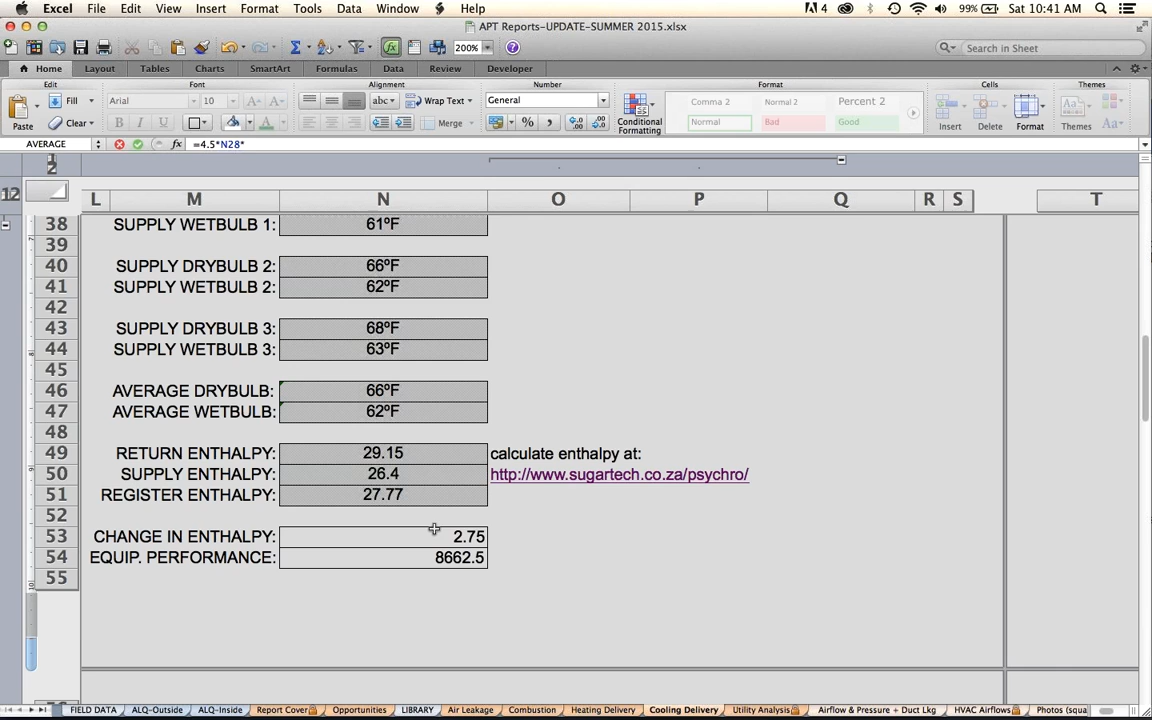 Excel File Edit View Insert Format Tools Data Window Help 4 99% Sat 10:41 AM
APT Reports-UPDATE-SUMMER 2015.xlsx
200% Search in Sheet
Home Layout Tables Charts SmartArt Formulas Data Review Developer
Edit Font Alignment Number Format Cells Themes
Paste Fill Clear Arial 10 abc Wrap Text Merge General Conditional Formatting Comma 2 Normal 2 Percent 2 Normal Bad Good Insert Delete Format Themes Aa
B I U A
AVERAGE fx =4.5*N28*
1
2
12 L M N O P Q R S T
38 SUPPLY WETBULB 1: 61ºF
39
40 SUPPLY DRYBULB 2: 66ºF
41 SUPPLY WETBULB 2: 62ºF
42
43 SUPPLY DRYBULB 3: 68ºF
44 SUPPLY WETBULB 3: 63ºF
45
46 AVERAGE DRYBULB: 66ºF
47 AVERAGE WETBULB: 62ºF
48
49 RETURN ENTHALPY: 29.15 calculate enthalpy at:
50 SUPPLY ENTHALPY: 26.4 http://www.sugartech.co.za/psychro/
51 REGISTER ENTHALPY: 27.77
52
53 CHANGE IN ENTHALPY: 2.75
54 EQUIP. PERFORMANCE: 8662.5
55
FIELD DATA ALQ-Outside ALQ-Inside Report Cover Opportunities LIBRARY Air Leakage Combustion Heating Delivery Cooling Delivery Utility Analysis Airflow & Pressure + Duct Lkg HVAC Airflows Photos (squa